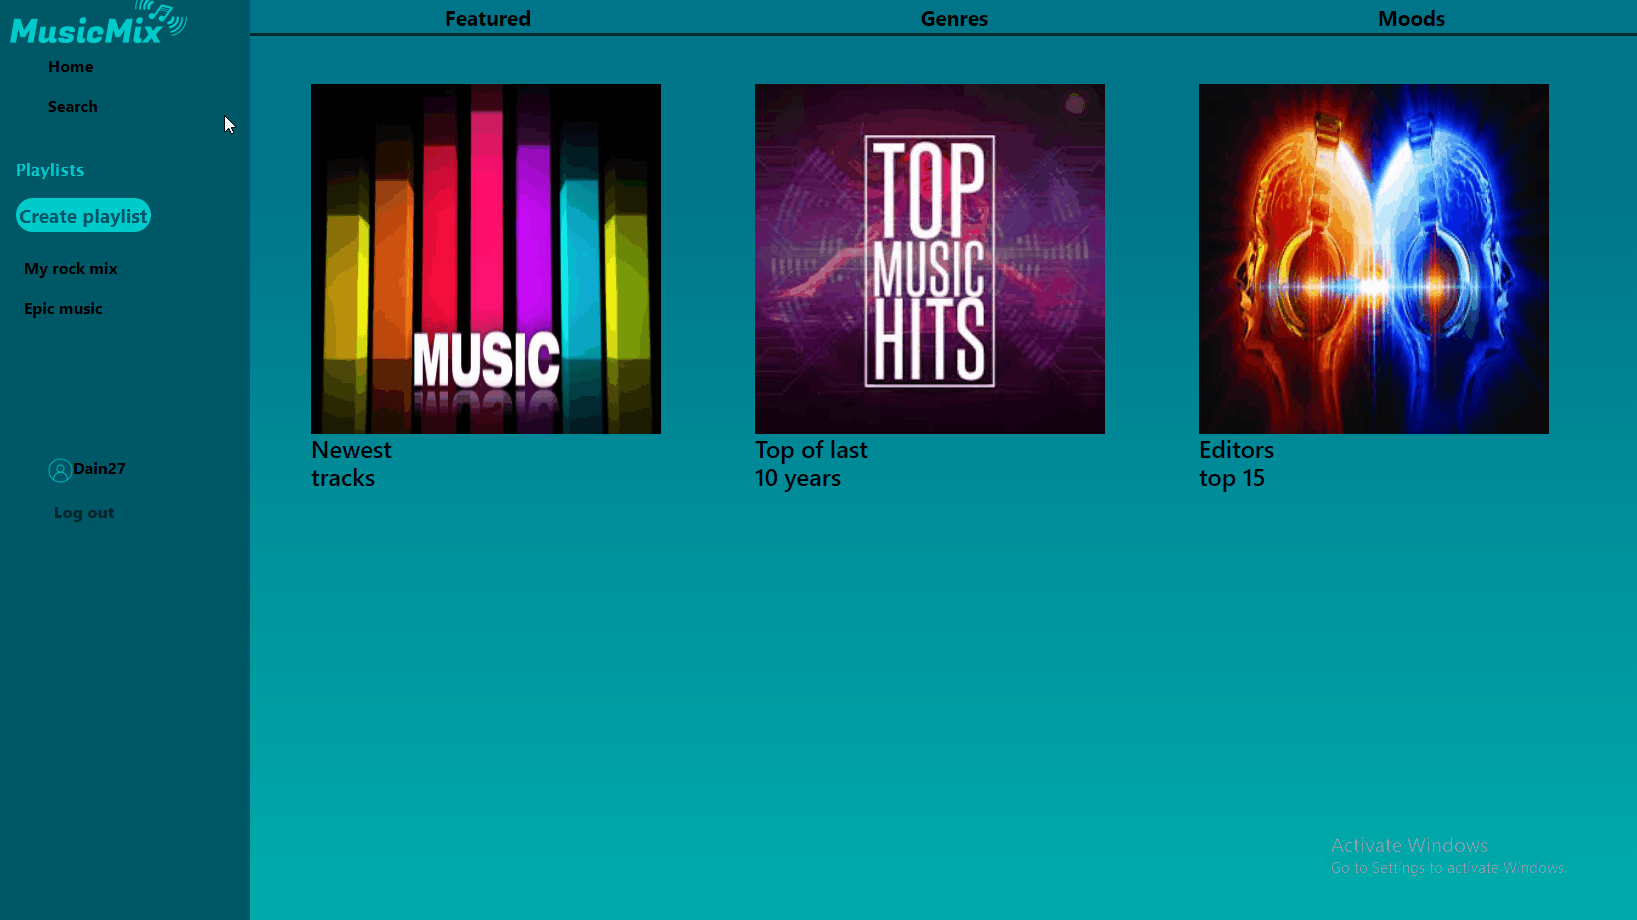 MusicMix
Home
Search
Playlists
Create playlist
My rock mix
Epic music
Dain27
Log out
Featured
Genres
Moods
MUSIC
Newest
tracks
TOP
MUSIC
HITS
Top of last
10 years
Editors
top 15
Activate Windows
Go to Settings to activate Windows.